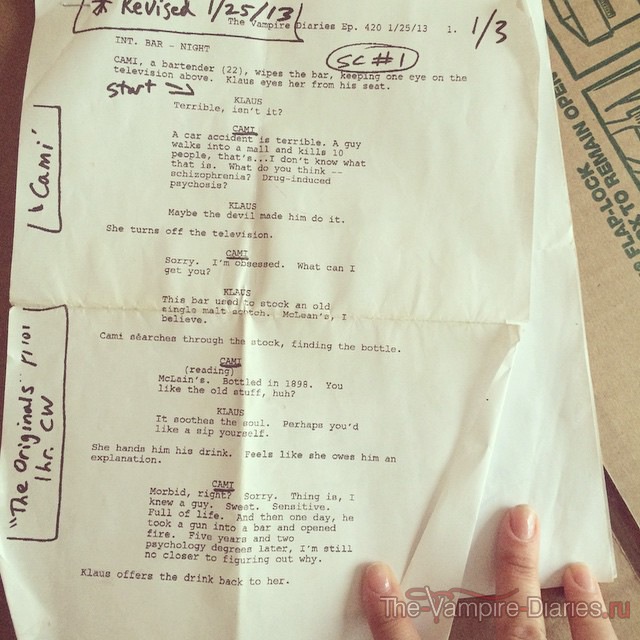 * Revised 1/25/13
The Vampire Diaries Ep. 420 1/25/13 1.
1/3
INT. BAR - NIGHT
SC #1
CAMI, a bartender (22), wipes the bar, keeping one eye on the
television above. Klaus eyes her from his seat.
start
KLAUS
Terrible, isn't it?
CAMI
A car accident is terrible. A guy
walks into a mall and kills 10
people, that's...I don't know what
that is. What do you think --
schizophrenia? Drug-induced
psychosis?
KLAUS
Maybe the devil made him do it.
She turns off the television.
CAMI
Sorry. I'm obsessed. What can I
get you?
KLAUS
This bar used to stock an old
single malt scotch. McLean's, I
believe.
Cami searches through the stock, finding the bottle.
CAMI
(reading)
McLain's. Bottled in 1898. You
like the old stuff, huh?
KLAUS
It soothes the soul. Perhaps you'd
like a sip yourself.
She hands him his drink. Feels like she owes him an
explanation.
CAMI
Morbid, right? Sorry. Thing is, I
knew a guy. Sweet. Sensitive.
Full of life. And then one day, he
took a gun into a bar and opened
fire. Five years and two
psychology degrees later, I'm still
no closer to figuring out why.
Klaus offers the drink back to her.
"Cami"
"The Originals"
1 hr. CW
FLAP-LOCK
TO REMAIN OPEN
The-Vampire-Diaries.ru